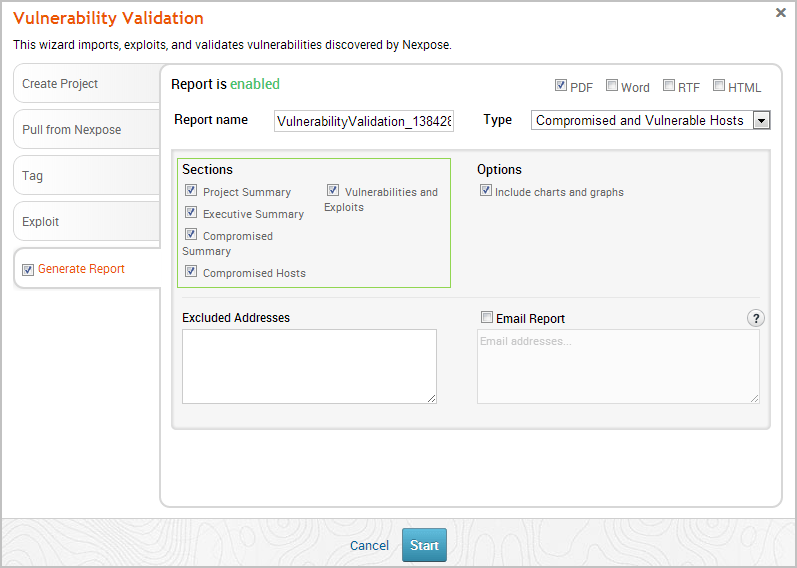 Vulnerability Validation
This wizard imports, exploits, and validates vulnerabilities discovered by Nexpose.
Create Project
Pull from Nexpose
Tag
Exploit
Generate Report
Report is enabled
PDF
Word
RTF
HTML
Report name
VulnerabilityValidation_138428
Type
Compromised and Vulnerable Hosts
Sections
Project Summary
Executive Summary
Compromised
Summary
Compromised Hosts
Vulnerabilities and
Exploits
Options
Include charts and graphs
Excluded Addresses
Email Report
?
Email addresses...
Cancel
Start